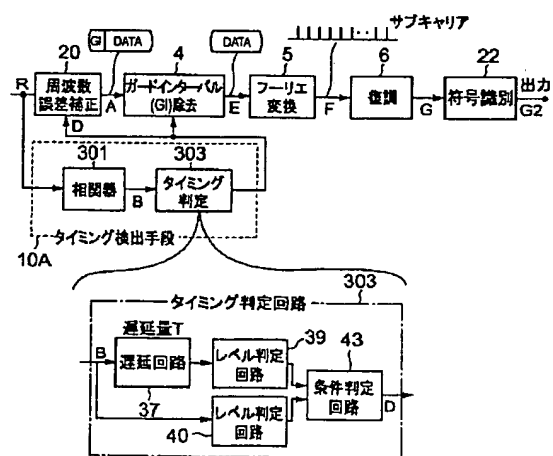 サブキャリア
20
GI DATA
4
DATA
5
6
22
R
周波数
誤差補正
A
ガードインターバル
(GI)除去
E
フーリエ
変換
F
復調
G
符号識別
出力
G2
D
301
303
相関器
B
タイミング
判定
10A
タイミング検出手段
303
タイミング判定回路
遅延量T
39
43
B
遅延回路
レベル判定
回路
条件判定
回路
D
37
40
レベル判定
回路